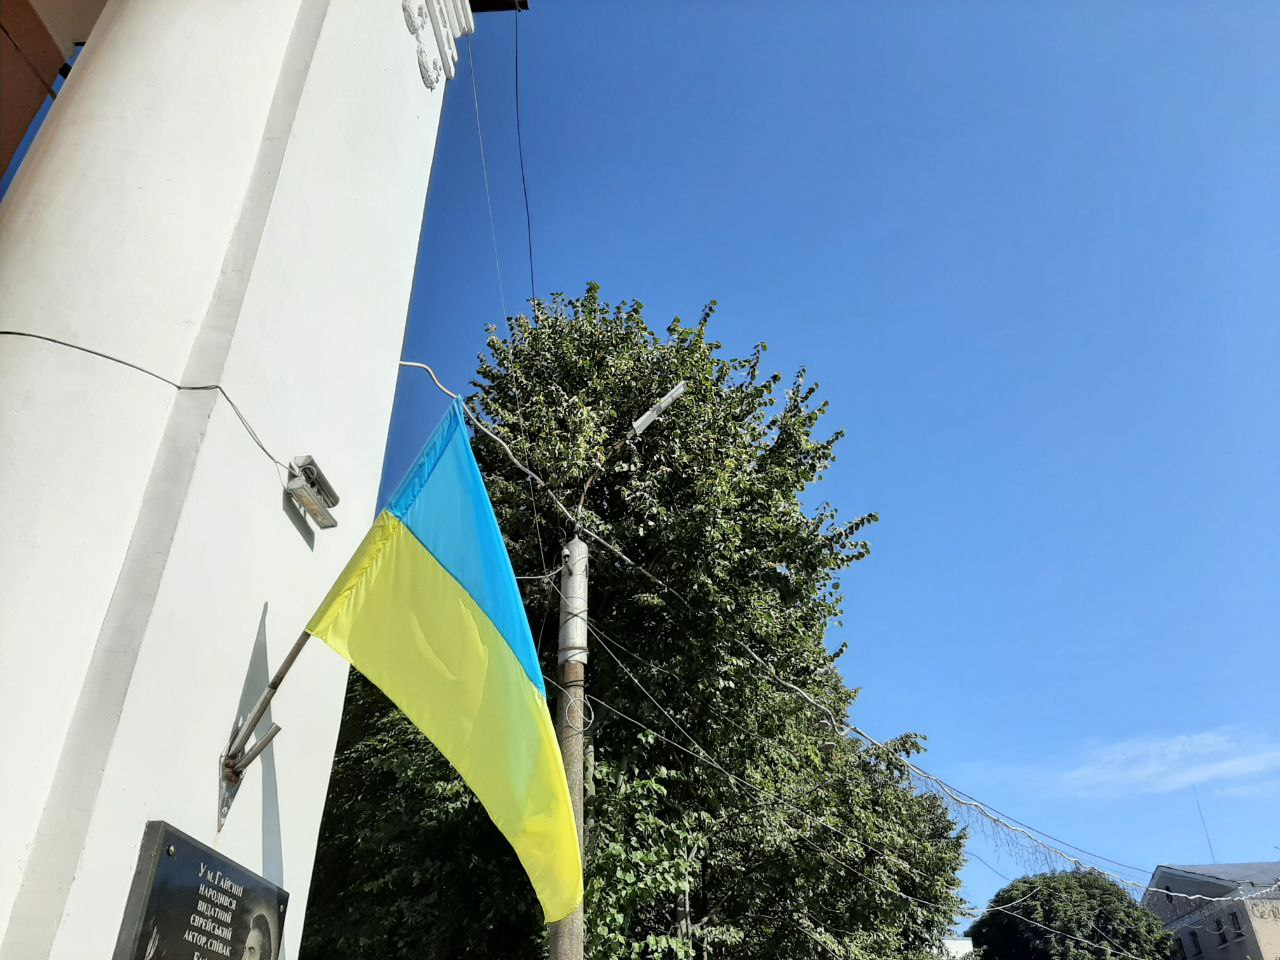 У м. Гайсині
народився
видатний
єврейський
актор, співак